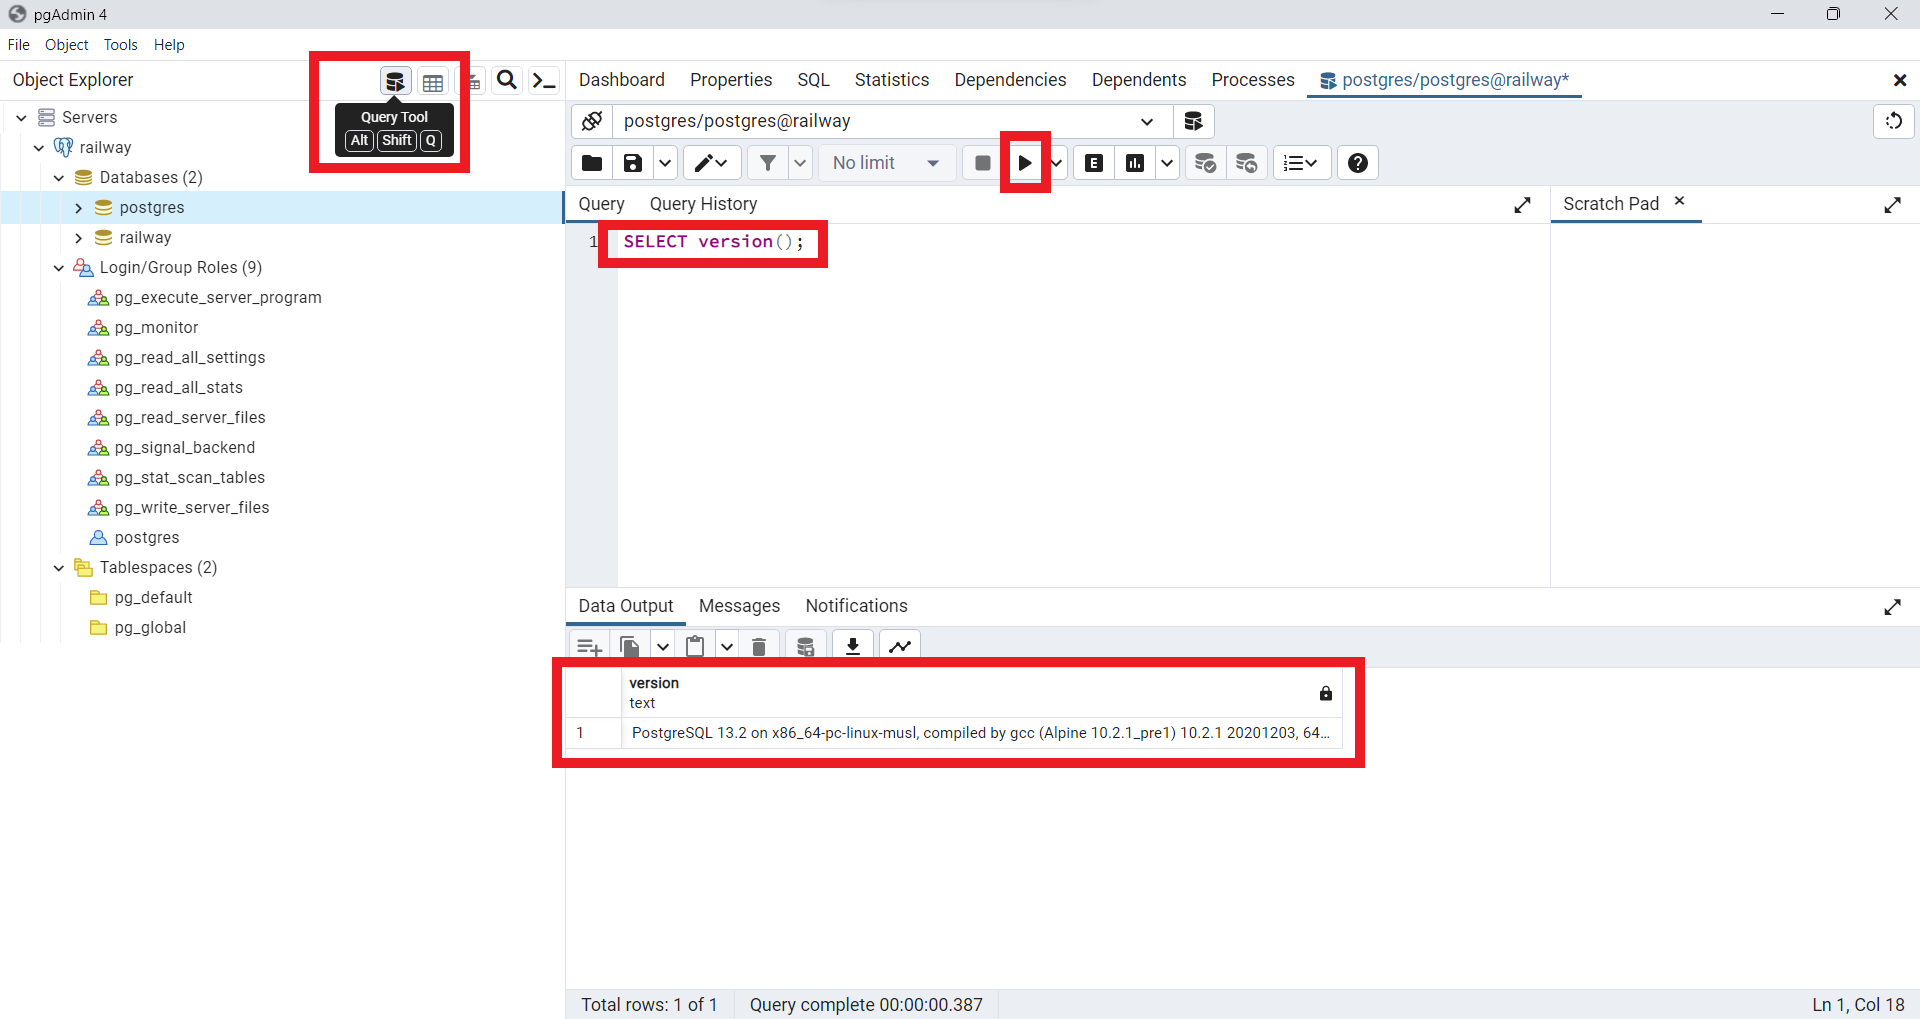 pgAdmin 4
File Object Tools Help
Object Explorer
Query Tool
Alt Shift Q
Servers
railway
Databases (2)
postgres
railway
Login/Group Roles (9)
pg_execute_server_program
pg_monitor
pg_read_all_settings
pg_read_all_stats
pg_read_server_files
pg_signal_backend
pg_stat_scan_tables
pg_write_server_files
postgres
Tablespaces (2)
pg_default
pg_global
Dashboard Properties SQL Statistics Dependencies Dependents Processes postgres/postgres@railway*
postgres/postgres@railway
No limit E
Query Query History
Scratch Pad
1 SELECT version();
Data Output Messages Notifications
version
text
1 PostgreSQL 13.2 on x86_64-pc-linux-musl, compiled by gcc (Alpine 10.2.1_pre1) 10.2.1 20201203, 64...
Total rows: 1 of 1 Query complete 00:00:00.387 Ln 1, Col 18